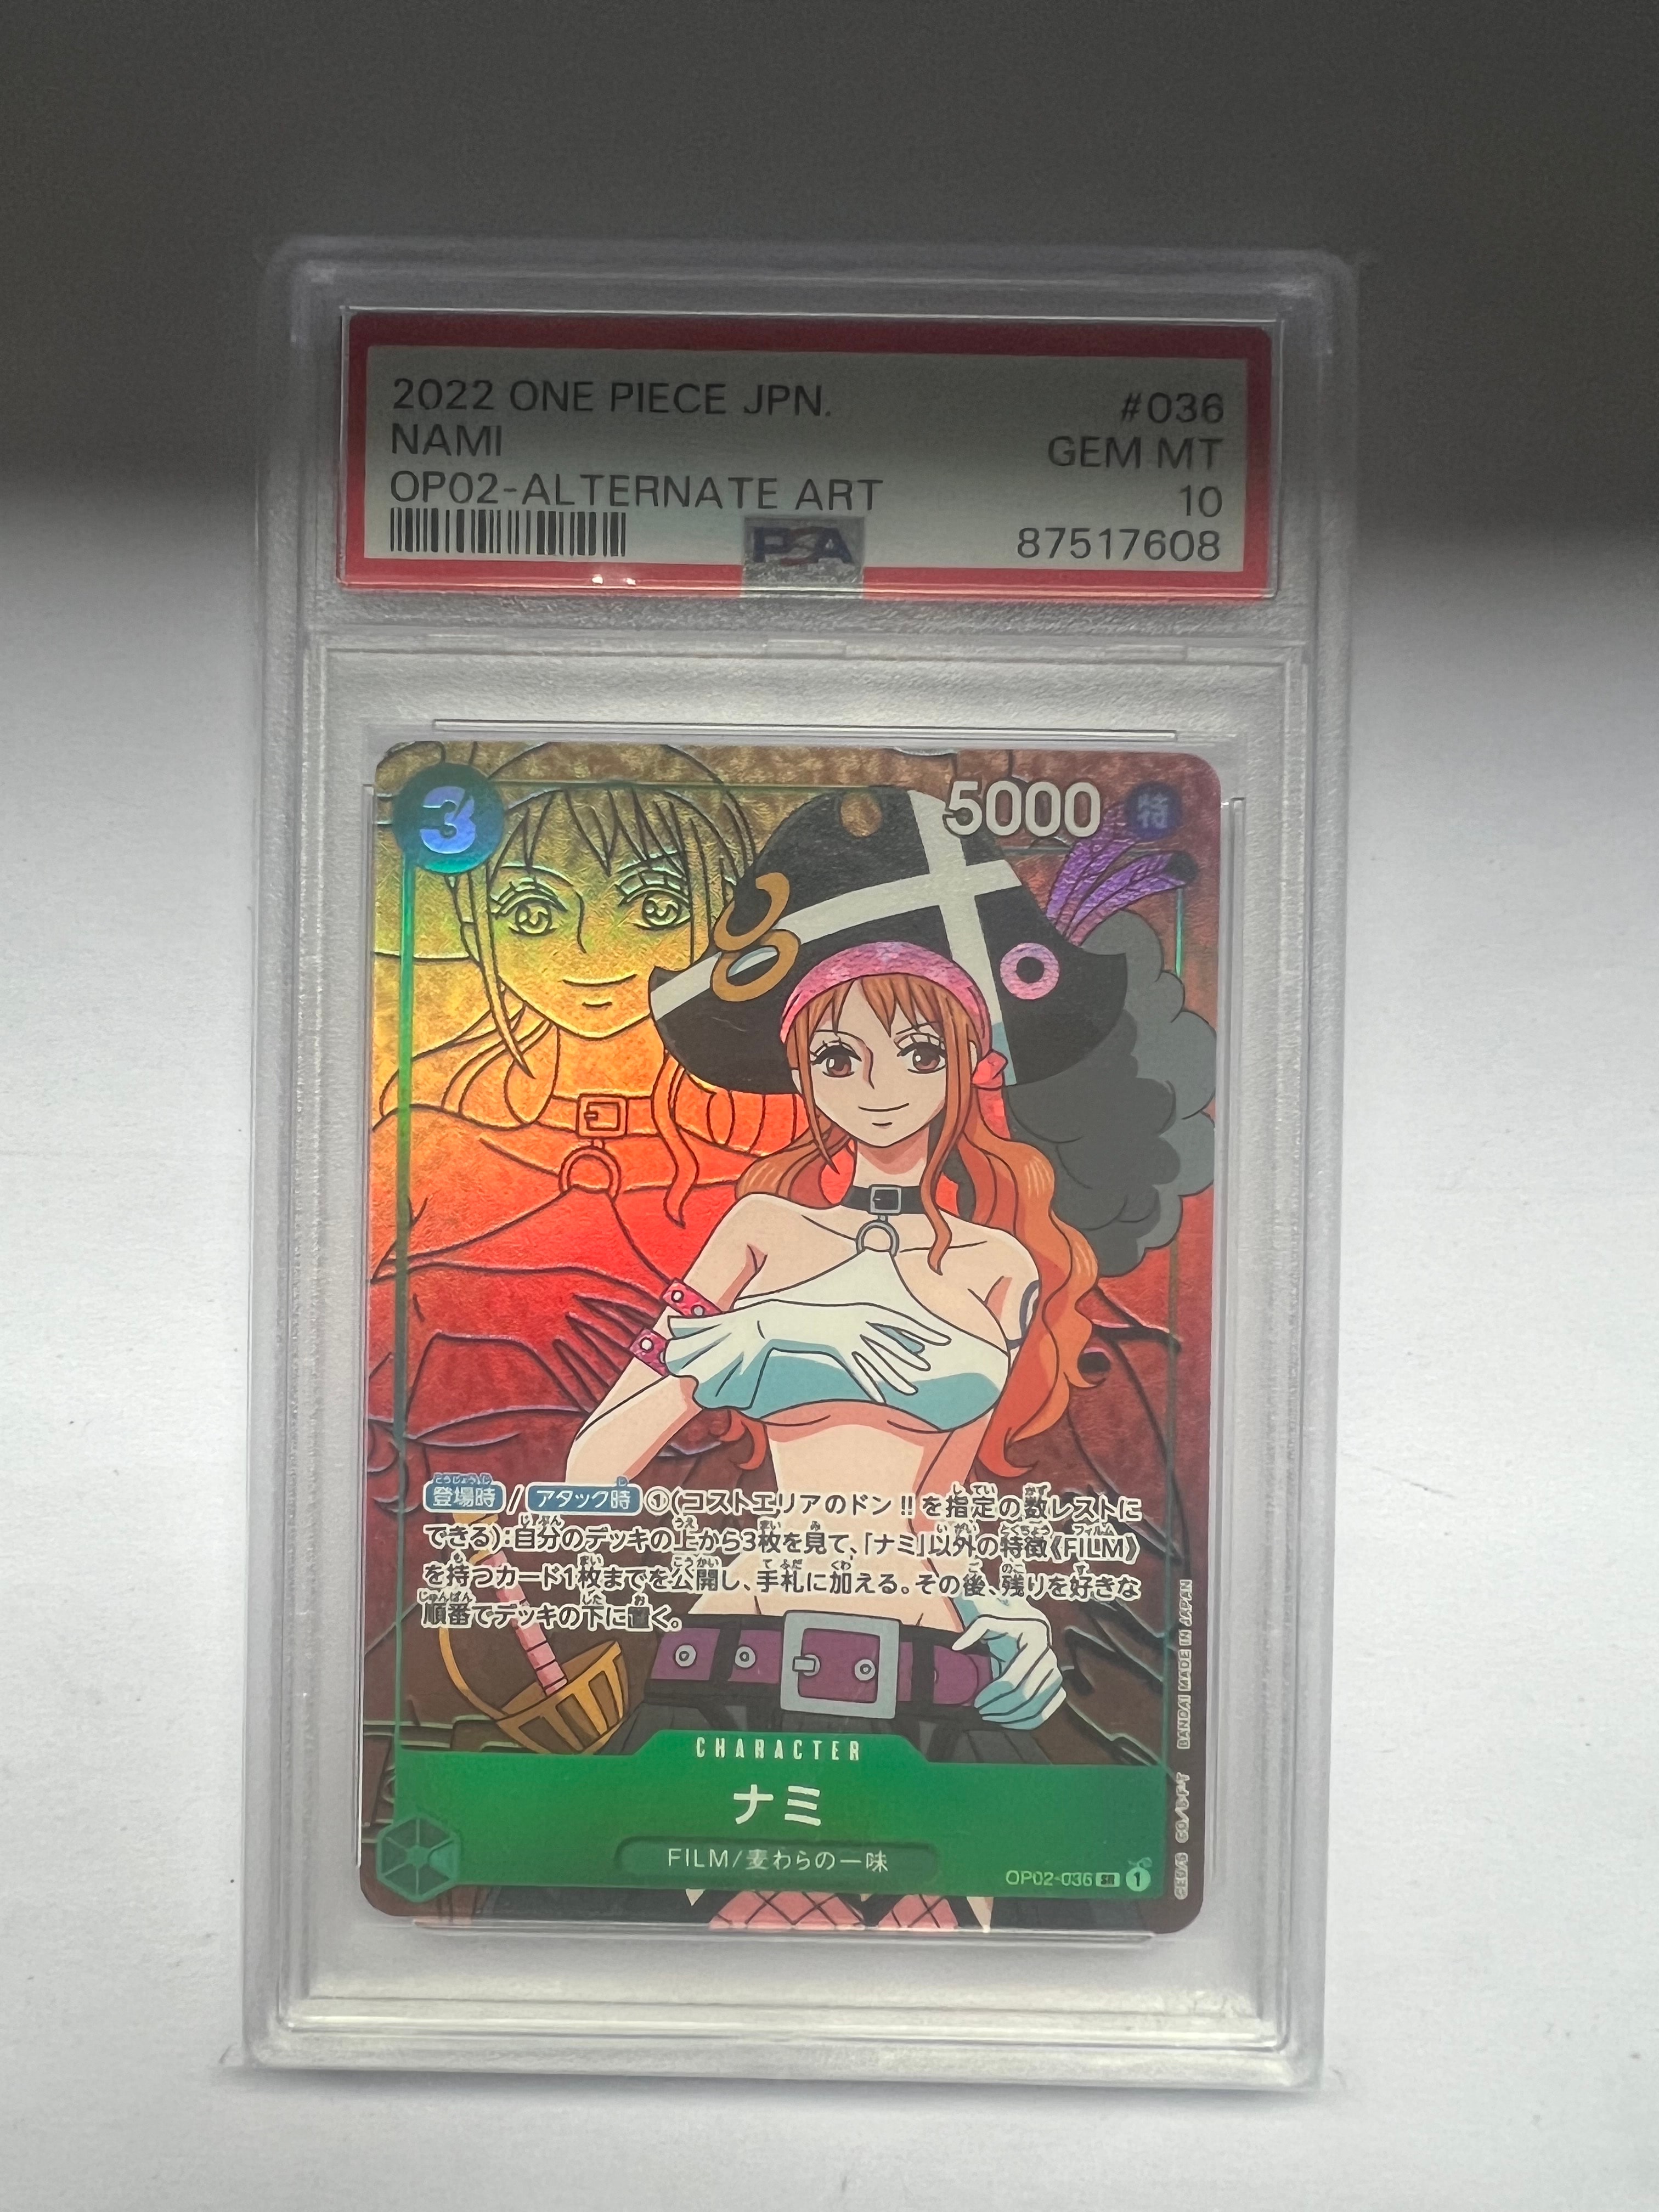 2022 ONE PIECE JPN. #036
NAMI GEM MT
OP02-ALTERNATE ART 10
PSA 87517608
3 5000 特
登場時/アタック時①(コストエリアのドン!!を指定の数レストに
できる):自分のデッキの上から3枚を見て、「ナミ」以外の特徴《FILM》
を持つカード1枚までを公開し、手札に加える。その後、残りを好きな
順番でデッキの下に置く。
CHARACTER
ナミ
FILM/麦わらの一味
OP02-036 SR 1
BANDAI MADE IN JAPAN